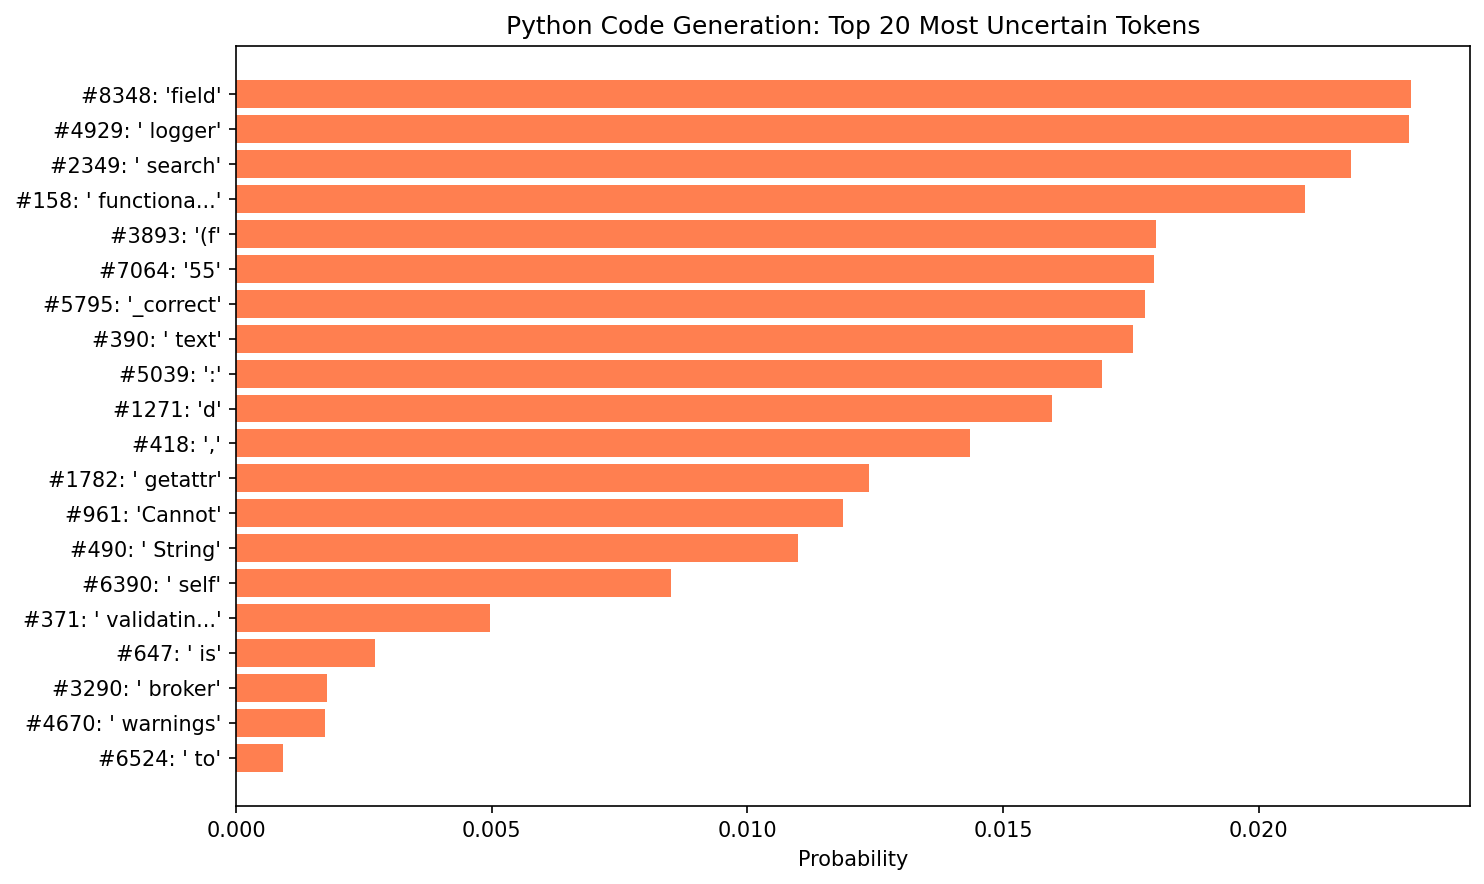 Python Code Generation: Top 20 Most Uncertain Tokens
#8348: 'field'
#4929: ' logger'
#2349: ' search'
#158: ' functiona...'
#3893: '(f'
#7064: '55'
#5795: '_correct'
#390: ' text'
#5039: ':'
#1271: 'd'
#418: ','
#1782: ' getattr'
#961: 'Cannot'
#490: ' String'
#6390: ' self'
#371: ' validatin...'
#647: ' is'
#3290: ' broker'
#4670: ' warnings'
#6524: ' to'
0.000 0.005 0.010 0.015 0.020
Probability